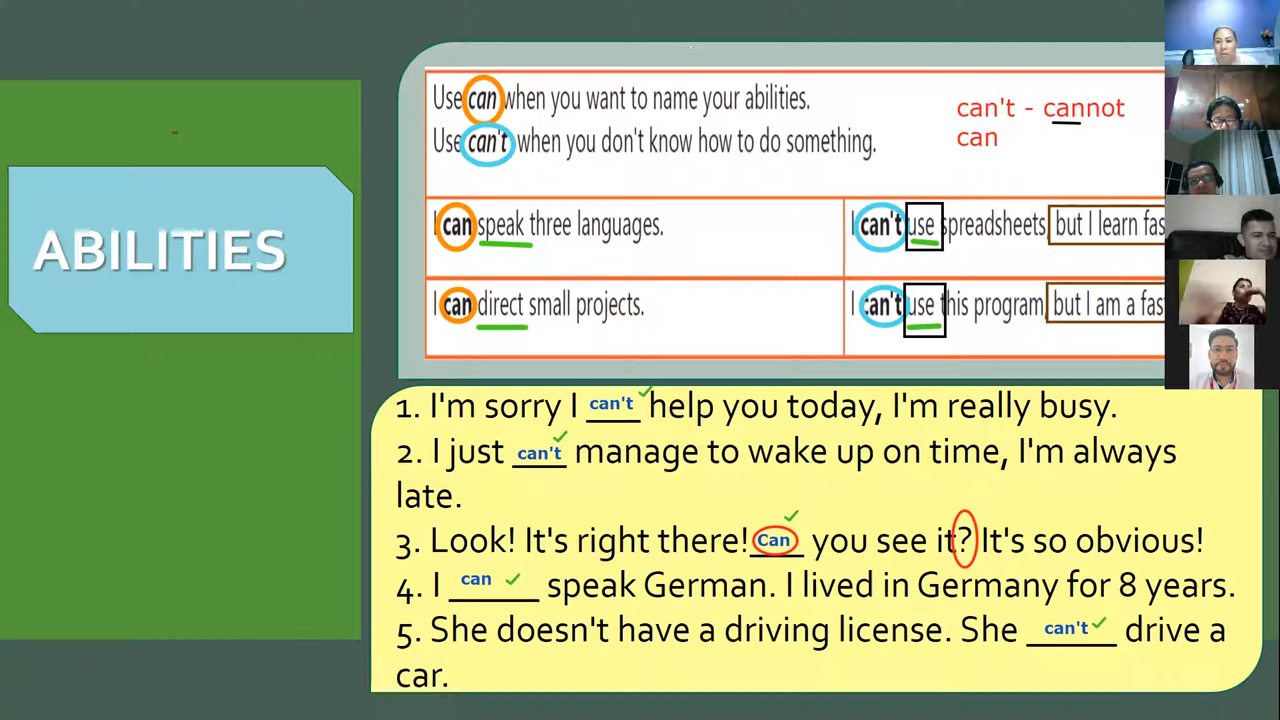 ABILITIES
Use can when you want to name your abilities.
Use can't when you don't know how to do something.
can't - cannot
can
I can speak three languages.
I can't use spreadsheets, but I learn fas
I can direct small projects.
I can't use this program, but I am a fas
1. I'm sorry I can't help you today, I'm really busy.
2. I just can't manage to wake up on time, I'm always
late.
3. Look! It's right there! Can you see it? It's so obvious!
4. I can speak German. I lived in Germany for 8 years.
5. She doesn't have a driving license. She can't drive a
car.